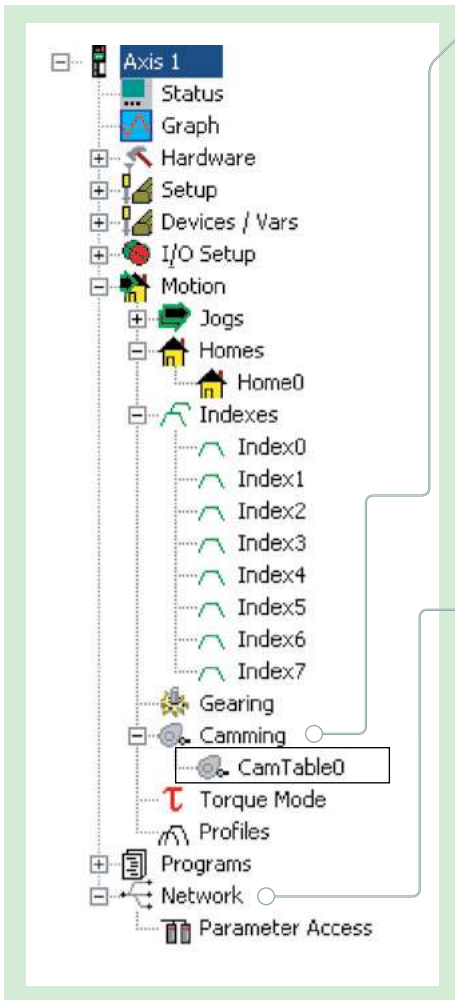 Axis 1
Status
Graph
Hardware
Setup
Devices / Vars
I/O Setup
Motion
Jogs
Homes
Home0
Indexes
Index0
Index1
Index2
Index3
Index4
Index5
Index6
Index7
Gearing
Camming
CamTable0
Torque Mode
Profiles
Programs
Network
Parameter Access